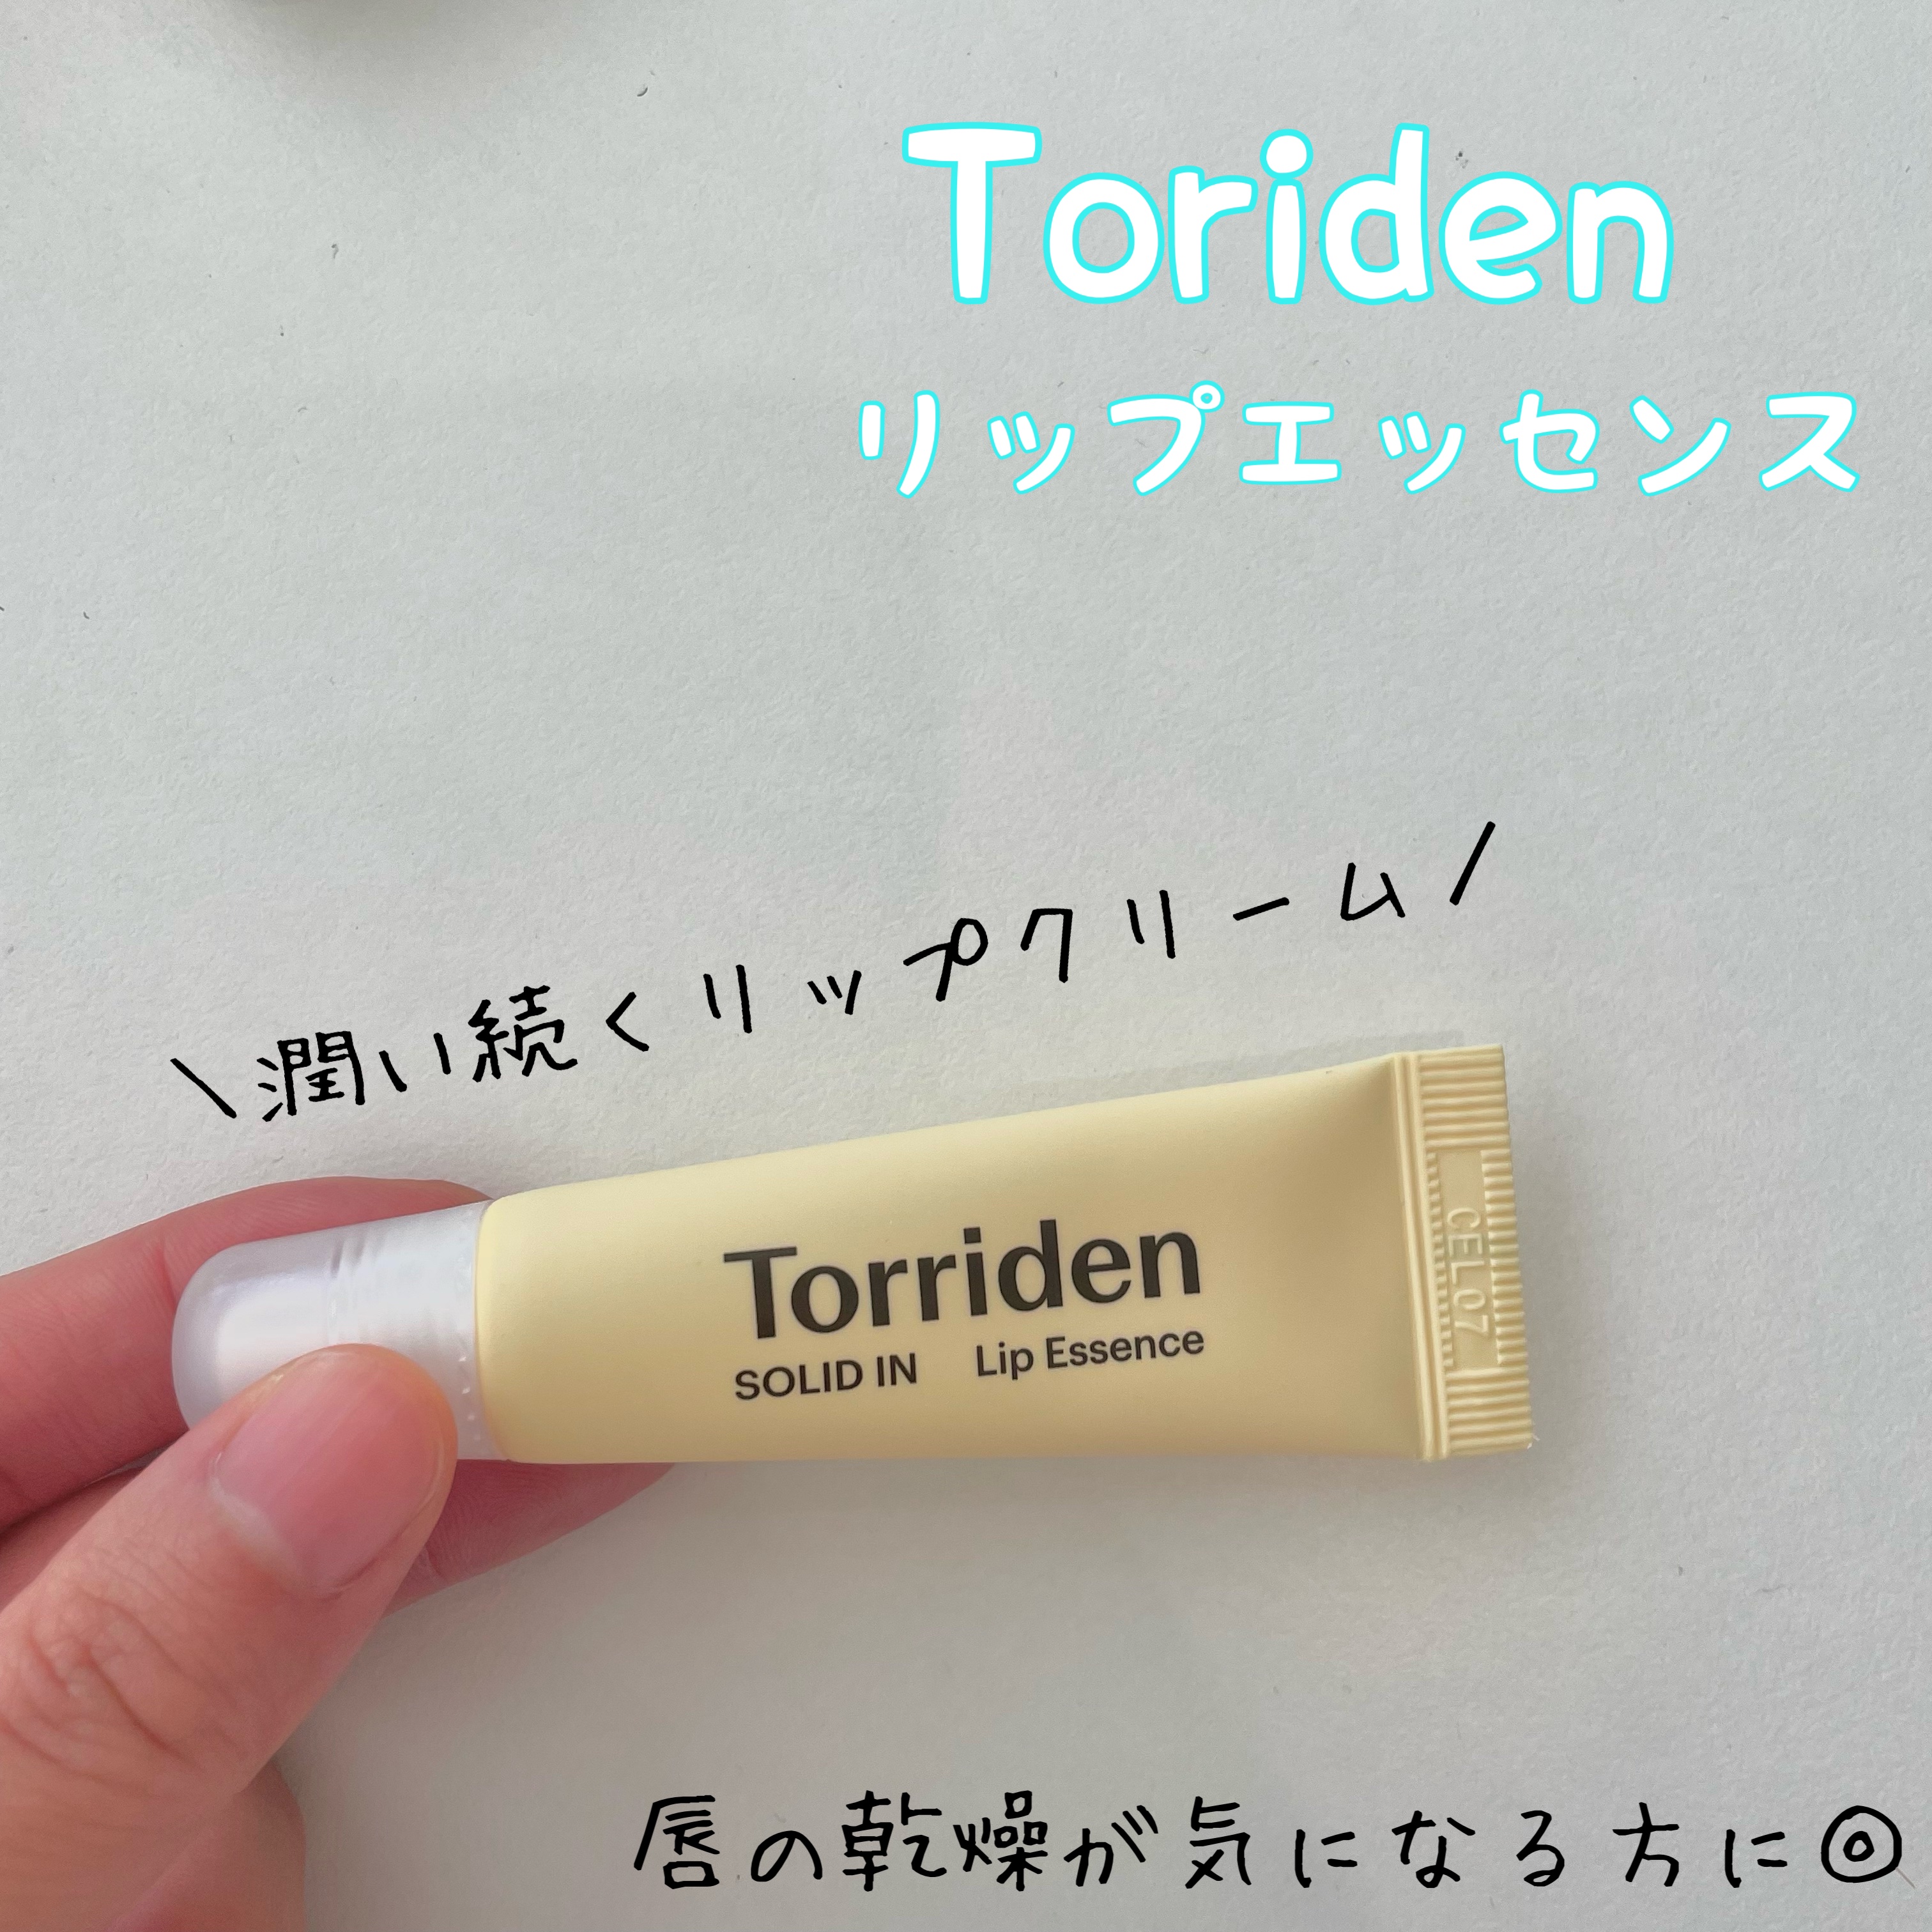 Toriden
リップエッセンス
\潤い続くリップクリーム/
Torriden
SOLID IN Lip Essence
CEL07
唇の乾燥が気になる方に◎